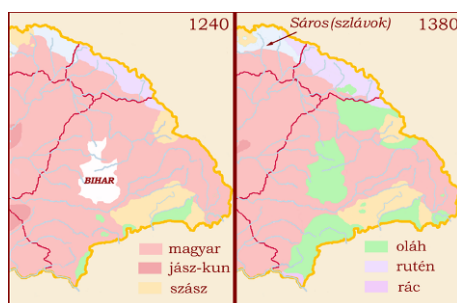 1240
BIHAR
magyar
jász-kun
szász
1380
Sáros (szlávok)
oláh
rutén
rác